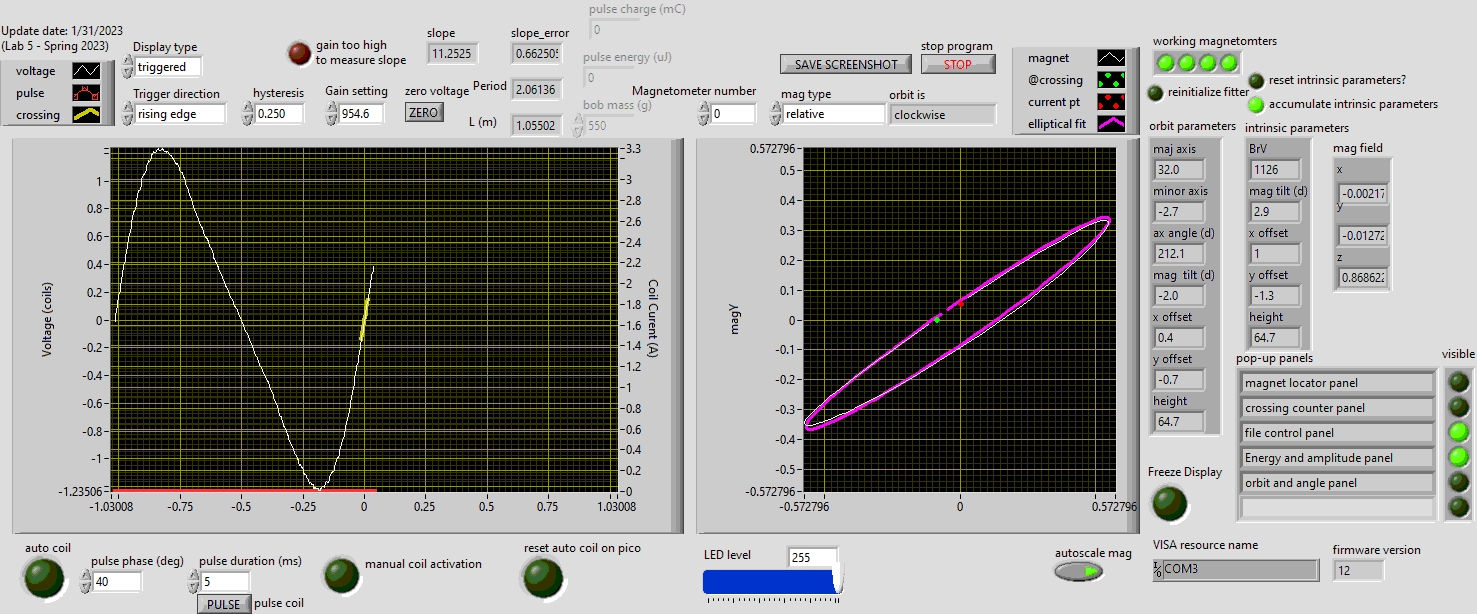 Update date: 1/31/2023
(Lab 5 - Spring 2023)
voltage
pulse
crossing
Display type
triggered
Trigger direction
rising edge
gain too high
to measure slope
hysteresis
0.250
Gain setting
954.6
zero voltage
ZERO
slope
11.2525
slope_error
0.66250
Period
2.06136
L (m)
1.05502
pulse charge (mC)
0
pulse energy (uJ)
0
bob mass (g)
550
Magnetometer number
0
SAVE SCREENSHOT
stop program
STOP
mag type
relative
orbit is
clockwise
magnet
@crossing
current pt
elliptical fit
working magnetomters
reset intrinsic parameters?
reinitialize fitter
accumulate intrinsic parameters
orbit parameters
maj axis
32.0
minor axis
-2.7
ax angle (d)
212.1
mag tilt (d)
-2.0
x offset
0.4
y offset
-0.7
height
64.7
intrinsic parameters
BrV
1126
mag tilt (d)
2.9
x offset
1
y offset
-1.3
height
64.7
mag field
x
-0.00217
y
-0.01272
z
0.86862
Voltage (coils)
1-
0.8-
0.6-
0.4-
0.2-
0-
-0.2-
-0.4-
-0.6-
-0.8-
-1-
-1.23506
-1.03008
-0.75
-0.5
-0.25
0
0.25
0.5
0.75
1.03008
Coil Curent (A)
3.3
3
2.8
2.6
2.4
2.2
2
1.8
1.6
1.4
1.2
1
0.8
0.6
0.4
0.2
0
magy
0.572796
0.5
0.4
0.3
0.2
0.1
0
-0.1
-0.2
-0.3
-0.4
-0.5
-0.572796
-0.572796
0
0.572796
pop-up panels
visible
magnet locator panel
crossing counter panel
file control panel
Energy and amplitude panel
orbit and angle panel
Freeze Display
auto coil
pulse phase (deg)
40
pulse duration (ms)
5
PULSE
pulse coil
manual coil activation
reset auto coil on pico
LED level
255
autoscale mag
VISA resource name
COM3
firmware version
12